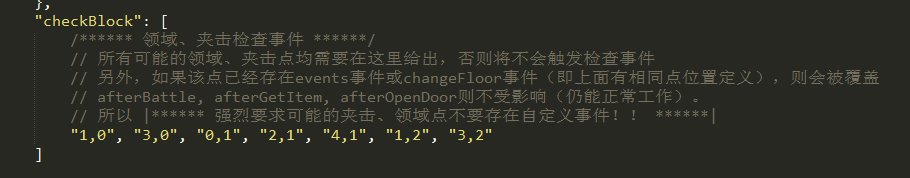 },
"checkBlock": [
/****** 领域、夹击检查事件 ******/
// 所有可能的领域、夹击点均需要在这里给出，否则将不会触发检查事件
// 另外，如果该点已经存在events事件或changeFloor事件（即上面有相同点位置定义），则会被覆盖
// afterBattle, afterGetItem, afterOpenDoor则不受影响（仍能正常工作）。
// 所以 |****** 强烈要求可能的夹击、领域点不要存在自定义事件！！ ******|
"1,0", "3,0", "0,1", "2,1", "4,1", "1,2", "3,2"
]